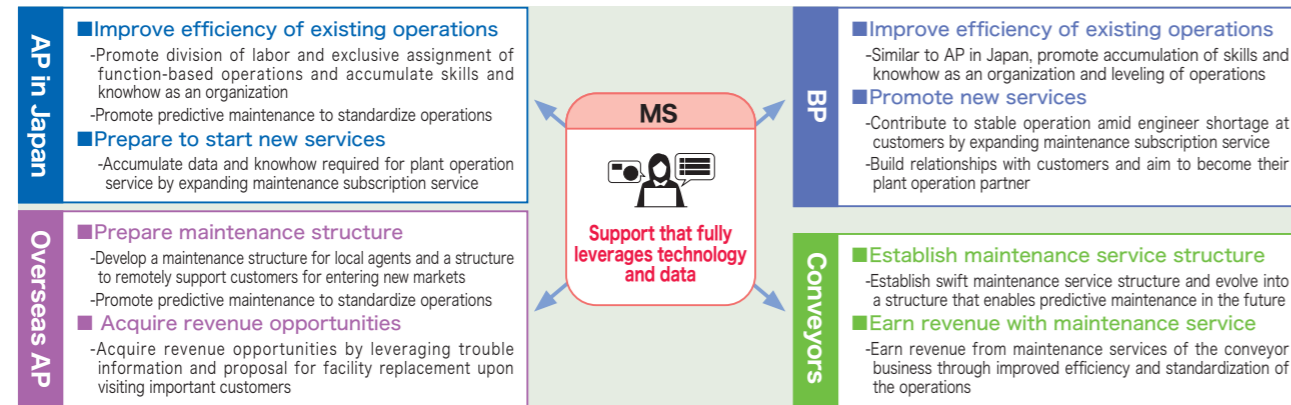 AP in Japan
■Improve efficiency of existing operations
-Promote division of labor and exclusive assignment of
function-based operations and accumulate skills and
knowhow as an organization
-Promote predictive maintenance to standardize operations
■Prepare to start new services
-Accumulate data and knowhow required for plant operation
service by expanding maintenance subscription service
Overseas AP
■Prepare maintenance structure
-Develop a maintenance structure for local agents and a structure
to remotely support customers for entering new markets
-Promote predictive maintenance to standardize operations
■ Acquire revenue opportunities
-Acquire revenue opportunities by leveraging trouble
information and proposal for facility replacement upon
visiting important customers
MS
Support that fully
leverages technology
and data
BP
■Improve efficiency of existing operations
-Similar to AP in Japan, promote accumulation of skills and
knowhow as an organization and leveling of operations
■Promote new services
-Contribute to stable operation amid engineer shortage at
customers by expanding maintenance subscription service
-Build relationships with customers and aim to become their
plant operation partner
Conveyors
■Establish maintenance service structure
-Establish swift maintenance service structure and evolve into
a structure that enables predictive maintenance in the future
■Earn revenue with maintenance service
-Earn revenue from maintenance services of the conveyor
business through improved efficiency and standardization of
the operations